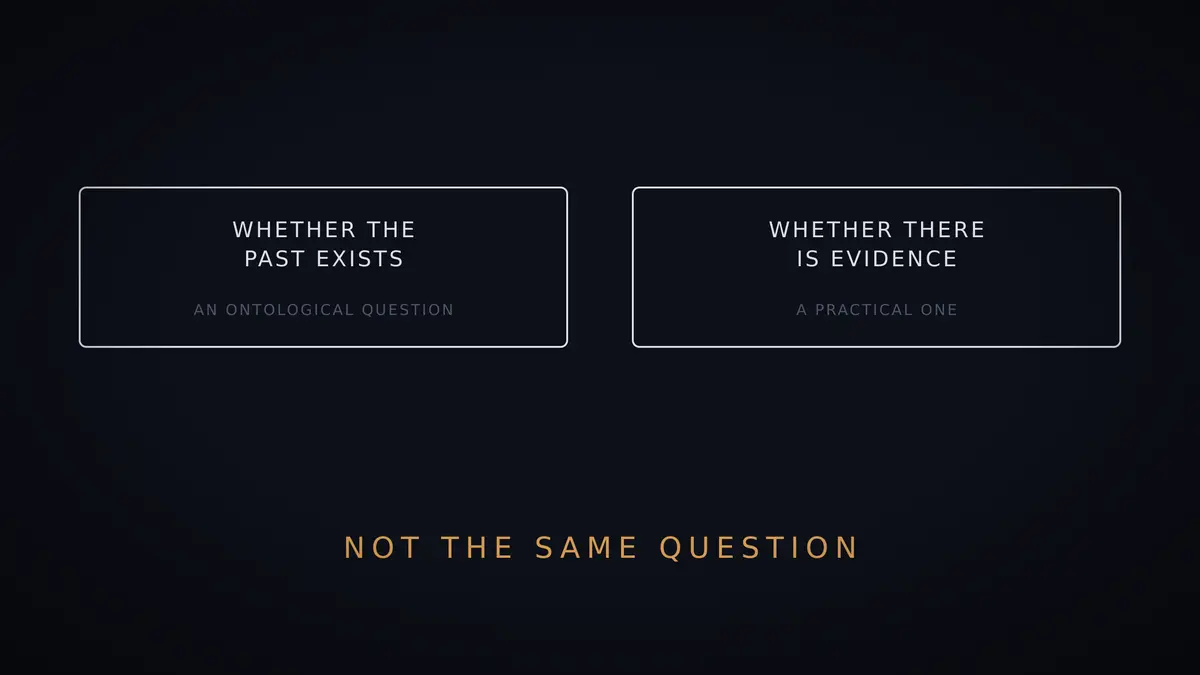 WHETHER THE
PAST EXISTS
AN ONTOLOGICAL QUESTION
WHETHER THERE
IS EVIDENCE
A PRACTICAL ONE
NOT THE SAME QUESTION